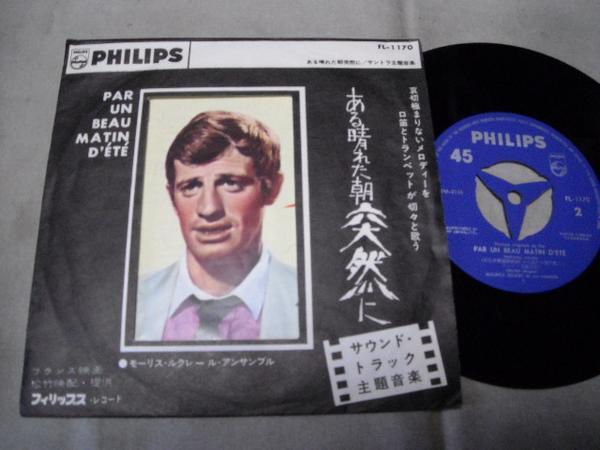 PHILIPS
FL-1170
ある晴れた朝突然に/サントラ主題音楽
PAR
UN
BEAU
MATIN
D'ÉTÉ
哀切極まりないメロディーを
口笛とトランペットが切々と歌う
ある晴れた朝突然に
サウンド・
トラック
主題音楽
●モーリス・ルクレール・アンサンブル
フランス映画
松竹映配・提供
フィリップス・レコード
PHILIPS
45
FL-1170
2
PAR UN BEAU MATIN D'ÉTÉ